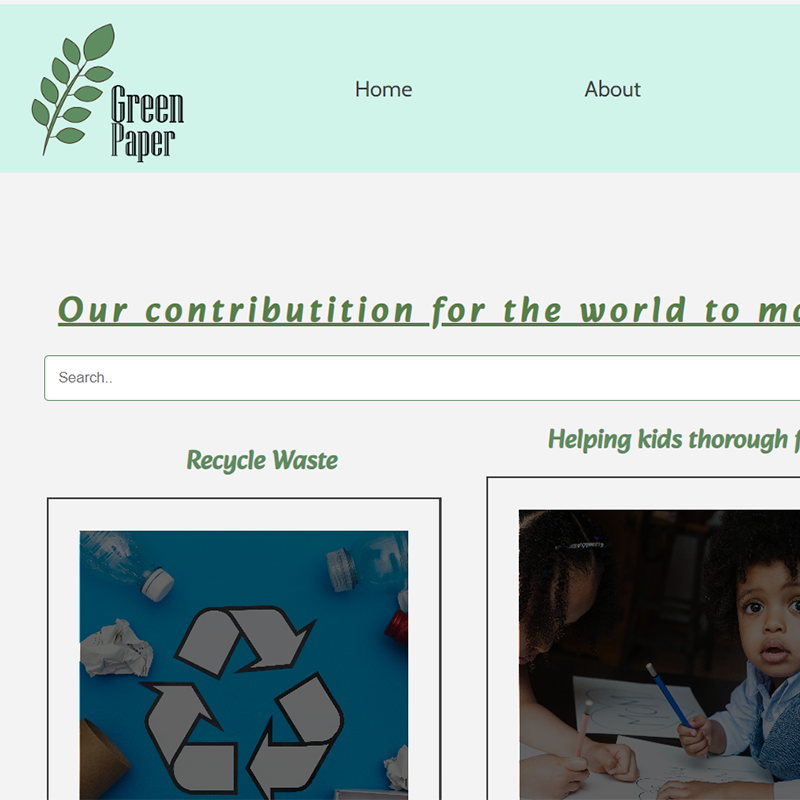 Green
Paper
Home
About
Our contributition for the world to
Search..
Helping kids thorough
Recycle Waste